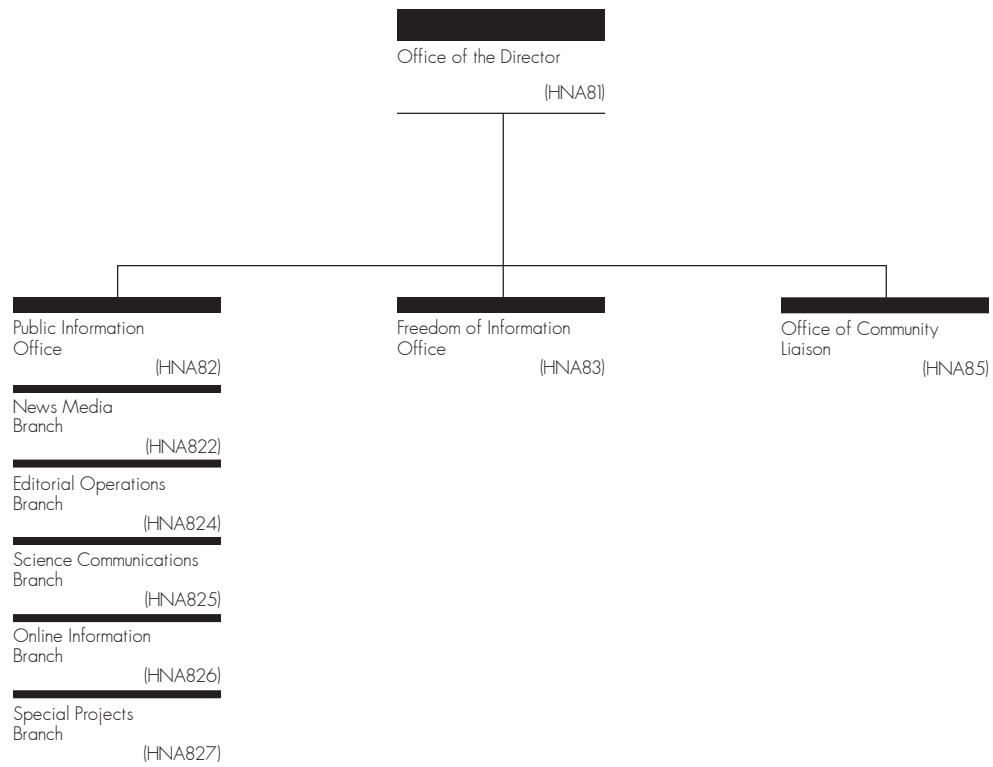 Office of the Director
(HNA81)
Public Information
Office
(HNA82)
News Media
Branch
(HNA822)
Editorial Operations
Branch
(HNA824)
Science Communications
Branch
(HNA825)
Online Information
Branch
(HNA826)
Special Projects
Branch
(HNA827)
Freedom of Information
Office
(HNA83)
Office of Community
Liaison
(HNA85)